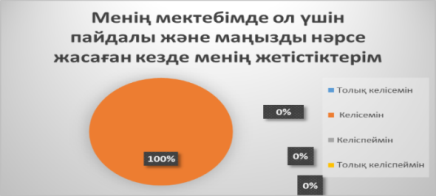 Менің мектебімде ол үшін
пайдалы және маңызды нәрсе
жасаған кезде менің жетістіктерім
0%
100%
0%
0%
Толық келісемін
Келісемін
Келіспеймін
Толық келіспеймін